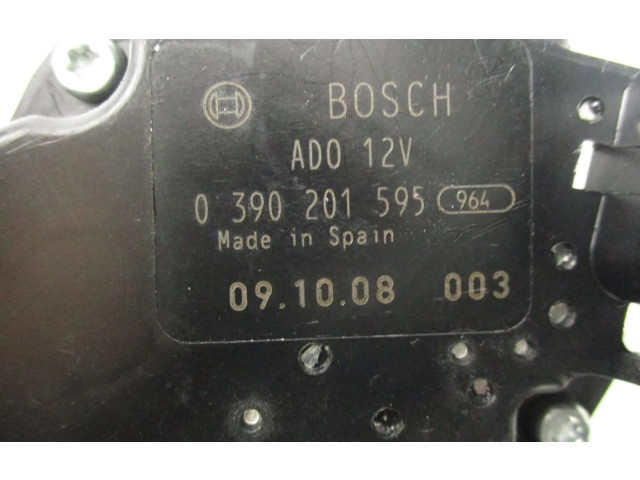 BOSCH
ADO 12V
0 390 201 595 964
Made in Spain
09.10.08 003